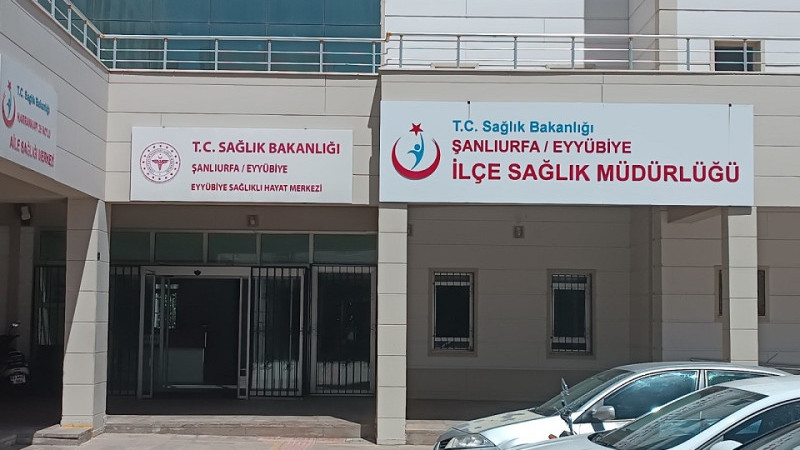 T.C. Sağlık Bakanlığı
AİLE SAĞLIĞI MERKEZİ
T.C. SAĞLIK BAKANLIĞI
ŞANLIURFA / EYYÜBİYE
EYYÜBİYE SAĞLIKLI HAYAT MERKEZİ
T.C. Sağlık Bakanlığı
ŞANLIURFA / EYYÜBİYE
İLÇE SAĞLIK MÜDÜRLÜĞÜ